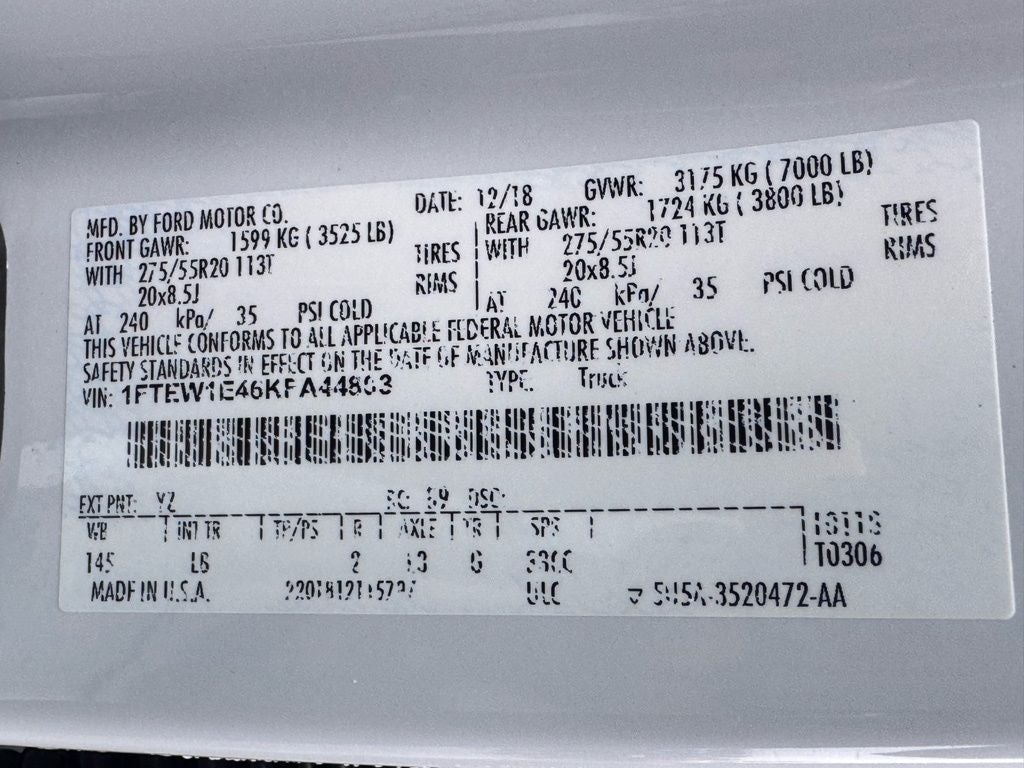 MFD. BY FORD MOTOR CO. DATE: 12/18 GVWR: 3175 KG ( 7000 LB)
FRONT GAWR: 1599 KG ( 3525 LB) REAR GAWR: 1724 KG ( 3800 LB)
WITH 275/55R20 113T TIRES WITH 275/55R20 113T TIRES
20x8.5J RIMS 20x8.5J RIMS
AT 240 kPa/ 35 PSI COLD AT 240 kPa/ 35 PSI COLD
THIS VEHICLE CONFORMS TO ALL APPLICABLE FEDERAL MOTOR VEHICLE
SAFETY STANDARDS IN EFFECT ON THE DATE OF MANUFACTURE SHOWN ABOVE.
VIN: TYPE: Truck
EXT PNT: YZ RC: 59 DSO:
WB INT TR TP/PS R AXLE TR SPR
145 LB 2 L3 G
T0306
MADE IN U.S.A. ULC